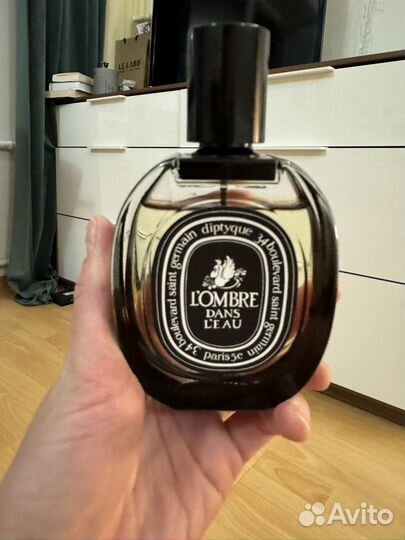 LE LABO
diptyque 34 boulevard saint germain paris 5e 34 boulevard saint germain
L'OMBRE
DANS
L'EAU
Avito